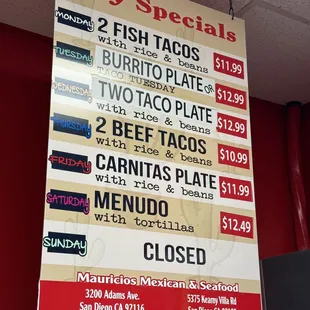 y Specials
MONDAY
2 FISH TACOS
with rice & beans
$11.99
TUESDAY
BURRITO PLATE OR
TACO TUESDAY
$12.99
WEDNESDAY
TWO TACO PLATE
with rice & beans
$12.99
THURSDAY
2 BEEF TACOS
with rice & beans
$10.99
FRIDAY
CARNITAS PLATE
with rice & beans
$11.99
SATURDAY
MENUDO
with tortillas
$12.49
SUNDAY
CLOSED
Mauricios Mexican & Seafood
3200 Adams Ave.
San Diego CA 92116
5375 Kearny Villa Rd
San Diego CA